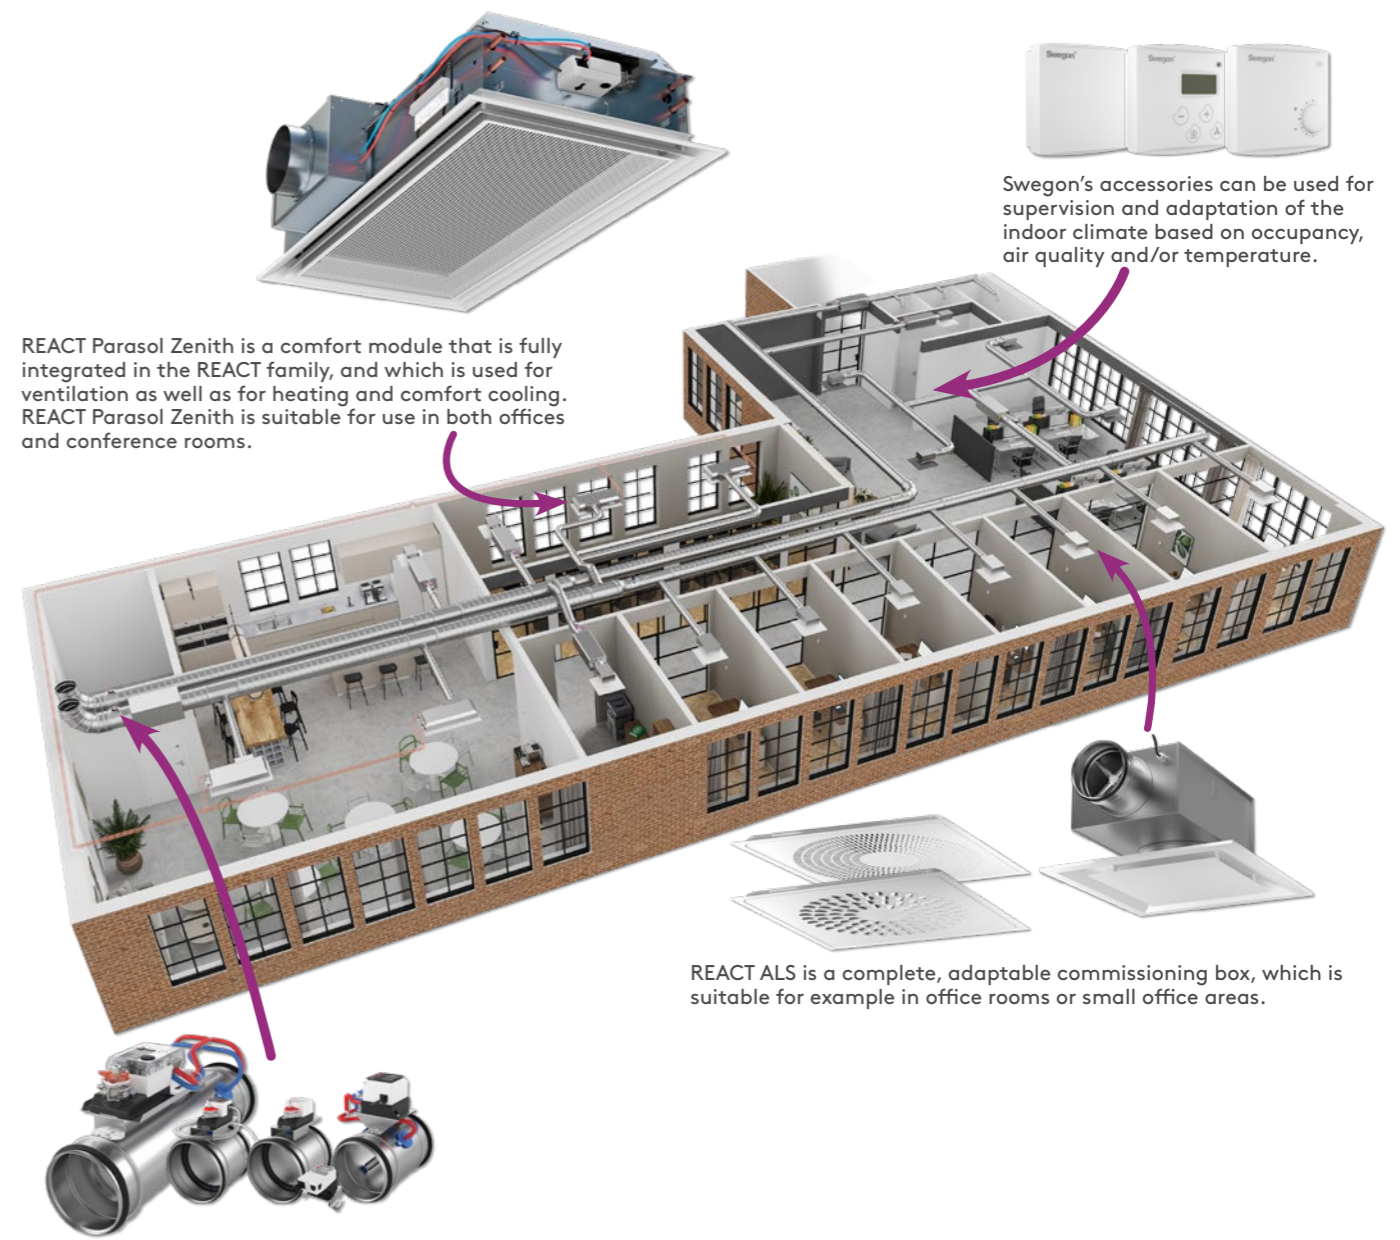 Swegon
Swegon
Swegon
Swegon’s accessories can be used for
supervision and adaptation of the
indoor climate based on occupancy,
air quality and/or temperature.
REACT Parasol Zenith is a comfort module that is fully
integrated in the REACT family, and which is used for
ventilation as well as for heating and comfort cooling.
REACT Parasol Zenith is suitable for use in both offices
and conference rooms.
REACT ALS is a complete, adaptable commissioning box, which is
suitable for example in office rooms or small office areas.